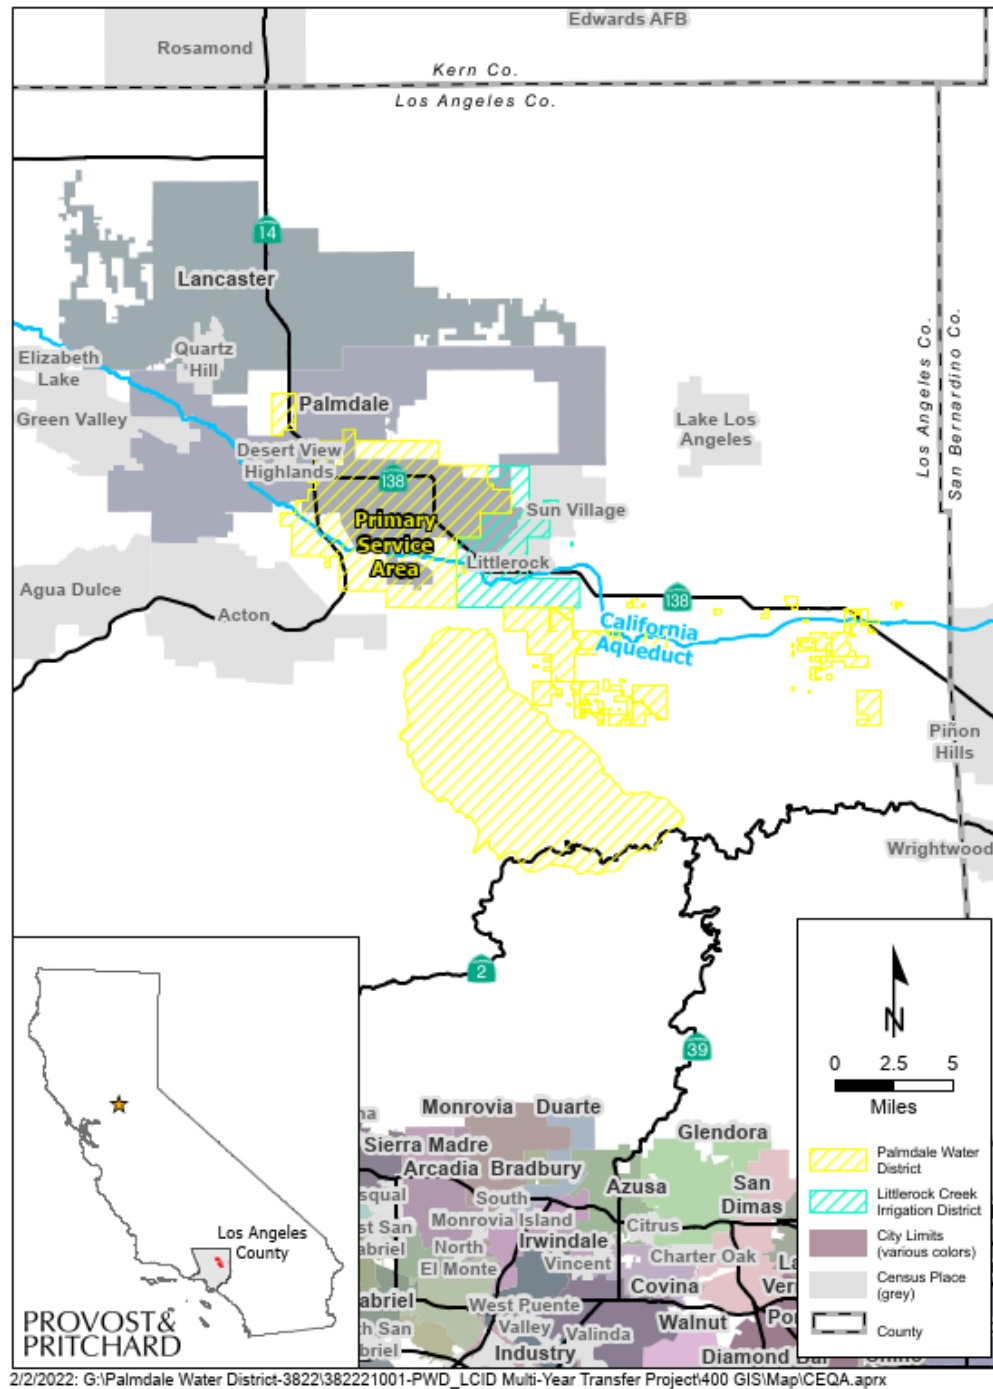 Edwards AFB
Rosamond
Kern Co.
Los Angeles Co.
14
Lancaster
Los Angeles Co.
San Bernardino Co.
Elizabeth
Lake
Quartz
Hill
Green Valley
Palmdale
Lake Los
Angeles
Desert View
Highlands
138
Sun Village
Primary
Service
Area
Littlerock
Agua Dulce
Acton
138
California
Aqueduct
Piñon
Hills
Wrightwood
2
39
N
0 2.5 5
Miles
Palmdale Water
District
Littlerock Creek
Irrigation District
City Limits
(various colors)
Census Place
(grey)
County
Los Angeles
County
PROVOST&
PRITCHARD
Monrovia Duarte
Sierra Madre
Glendora
Arcadia Bradbury
Azusa
San
Dimas
South
Monrovia Island
Citrus
North
El Monte
Irwindale
Vincent
Charter Oak
Covina
West Puente
Valley
Valinda
Walnut
Industry
Diamond Bar
2/2/2022: G:\Palmdale Water District-3822\382221001-PWD_LCID Multi-Year Transfer Project\400 GIS\Map\CEQA.aprx